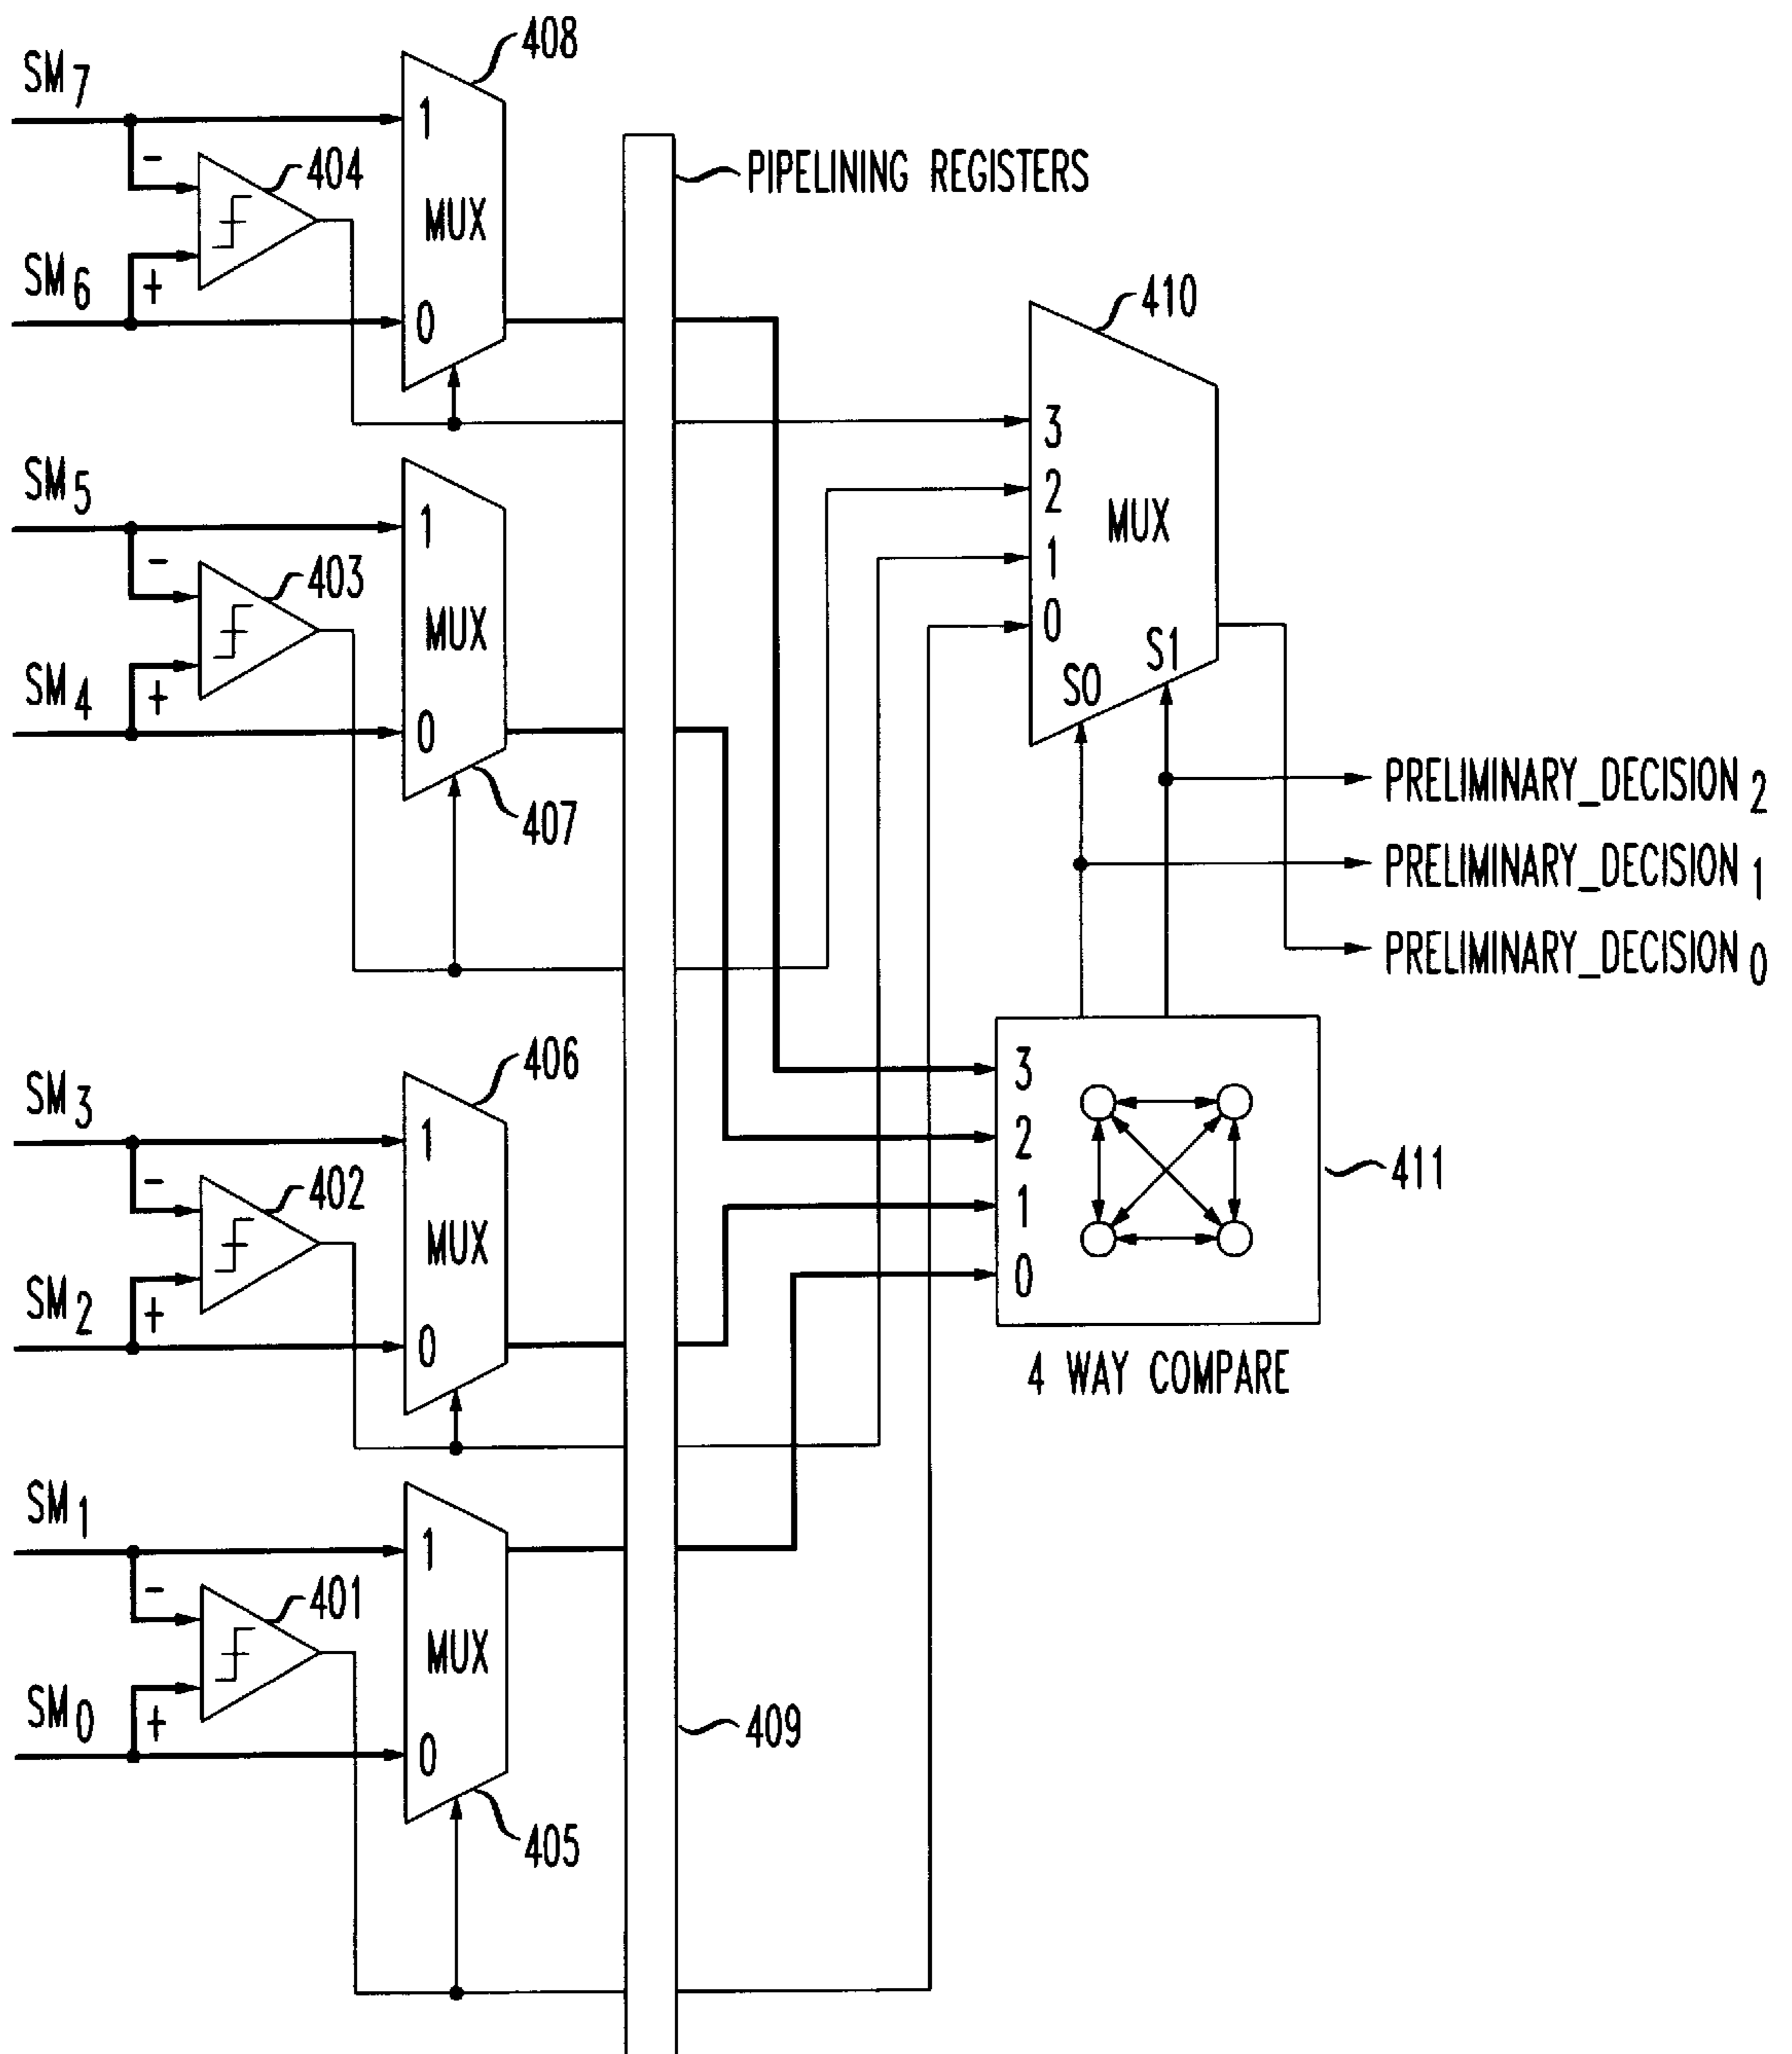 408
SM7
1
-
404
PIPELINING REGISTERS
MUX
SM6
+
0
410
3
SM5
1
2
-
403
MUX
1
MUX
0
SM4
+
0
S0
S1
PRELIMINARY_DECISION2
407
PRELIMINARY_DECISION1
PRELIMINARY_DECISION0
406
SM3
1
3
-
402
2
411
MUX
1
SM2
+
0
0
4 WAY COMPARE
SM1
1
-
401
MUX
SM0
+
0
409
405